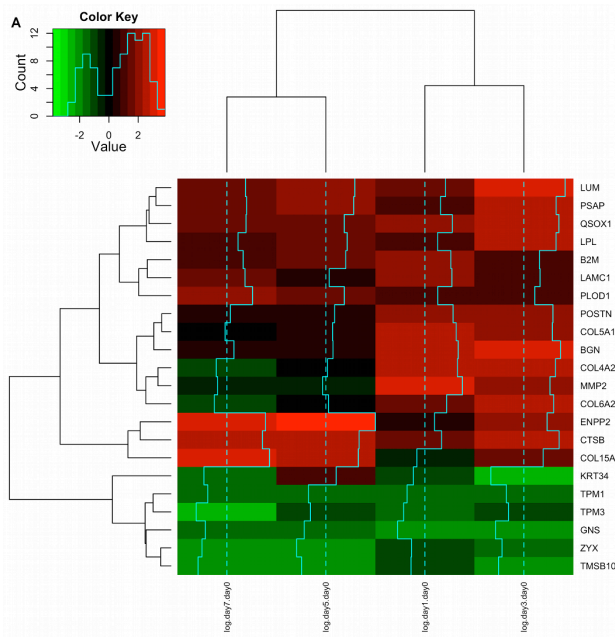 A
Color Key
Count
0 4 8 12
-2 0 2
Value
LUM
PSAP
QSOX1
LPL
B2M
LAMC1
PLOD1
POSTN
COL5A1
BGN
COL4A2
MMP2
COL6A2
ENPP2
CTSB
COL15A
KRT34
TPM1
TPM3
GNS
ZYX
TMSB10
log.day7.day0
log.day5.day0
log.day1.day0
log.day3.day0